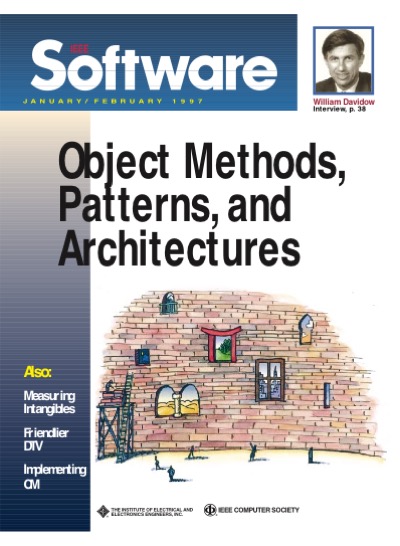 IEEE
Software
JANUARY/FEBRUARY 1997
William Davidow
Interview, p. 38
Object Methods,
Patterns, and
Architectures
Also:
Measuring
Intangibles
Friendlier
DTV
Implementing
CM
THE INSTITUTE OF ELECTRICAL AND
ELECTRONICS ENGINEERS, INC.
IEEE COMPUTER SOCIETY